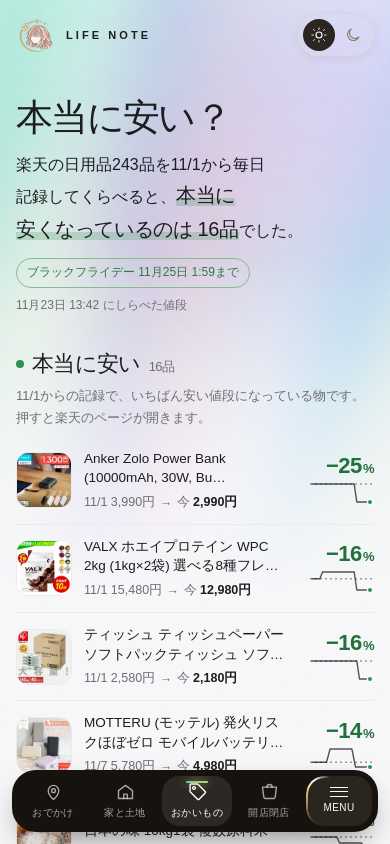 LIFE NOTE
本当に安い？
楽天の日用品243品を11/1から毎日
記録してくらべると、本当に
安くなっているのは 16品でした。
ブラックフライデー 11月25日 1:59まで
11月23日 13:42 にしらべた値段
本当に安い 16品
11/1からの記録で、いちばん安い値段になっている物です。
押すと楽天のページが開きます。
Anker Zolo Power Bank
(10000mAh, 30W, Bu…
11/1 3,990円 → 今 2,990円
−25%
VALX ホエイプロテイン WPC
2kg (1kg×2袋) 選べる8種フレ…
11/1 15,480円 → 今 12,980円
−16%
ティッシュ ティッシュペーパー
ソフトパックティッシュ ソフ…
11/1 2,580円 → 今 2,180円
−16%
MOTTERU (モッテル) 発火リス
クほぼゼロ モバイルバッテリ…
11/7 5,780円 → 今 4,980円
−14%
おでかけ
家と土地
おかいもの
開店閉店
MENU